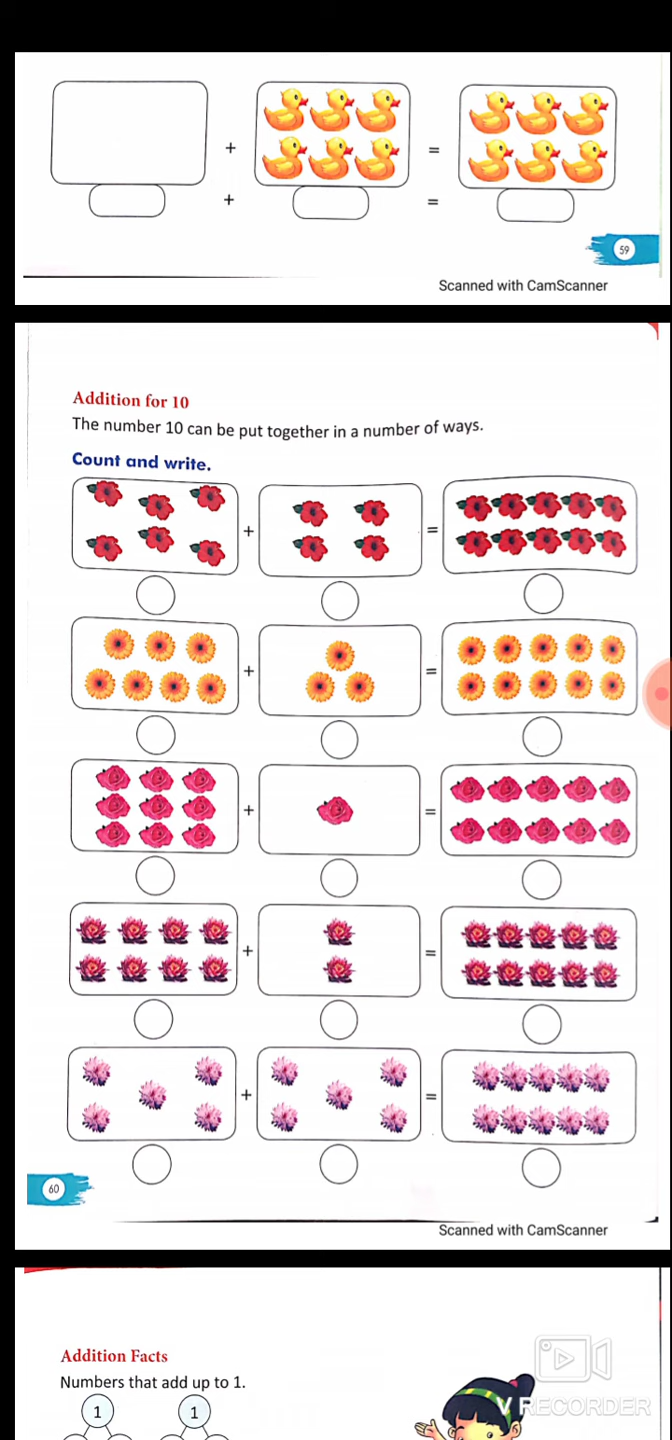 + =
+ =
59
Scanned with CamScanner
Addition for 10
The number 10 can be put together in a number of ways.
Count and write.
+ =
+ =
+ =
+ =
+ =
60
Scanned with CamScanner
Addition Facts
Numbers that add up to 1.
1 1
V RECORDER